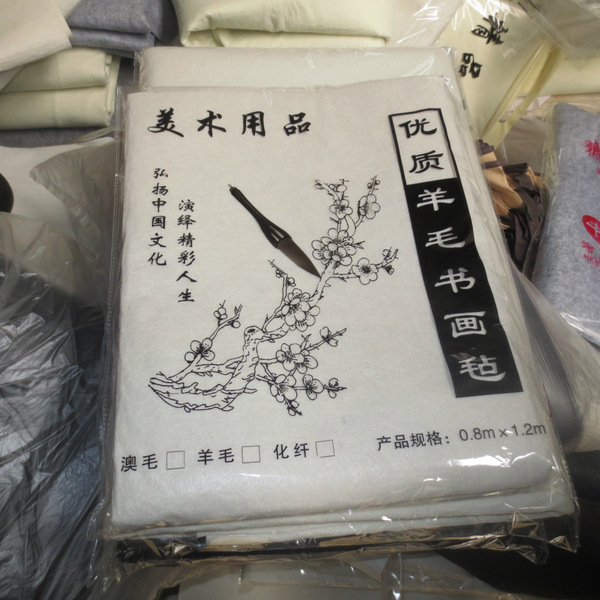 美术用品
优质
羊毛书画毡
弘扬中国文化
演绎精彩人生
澳毛□ 羊毛□ 化纤□
产品规格：0.8m×1.2m
品